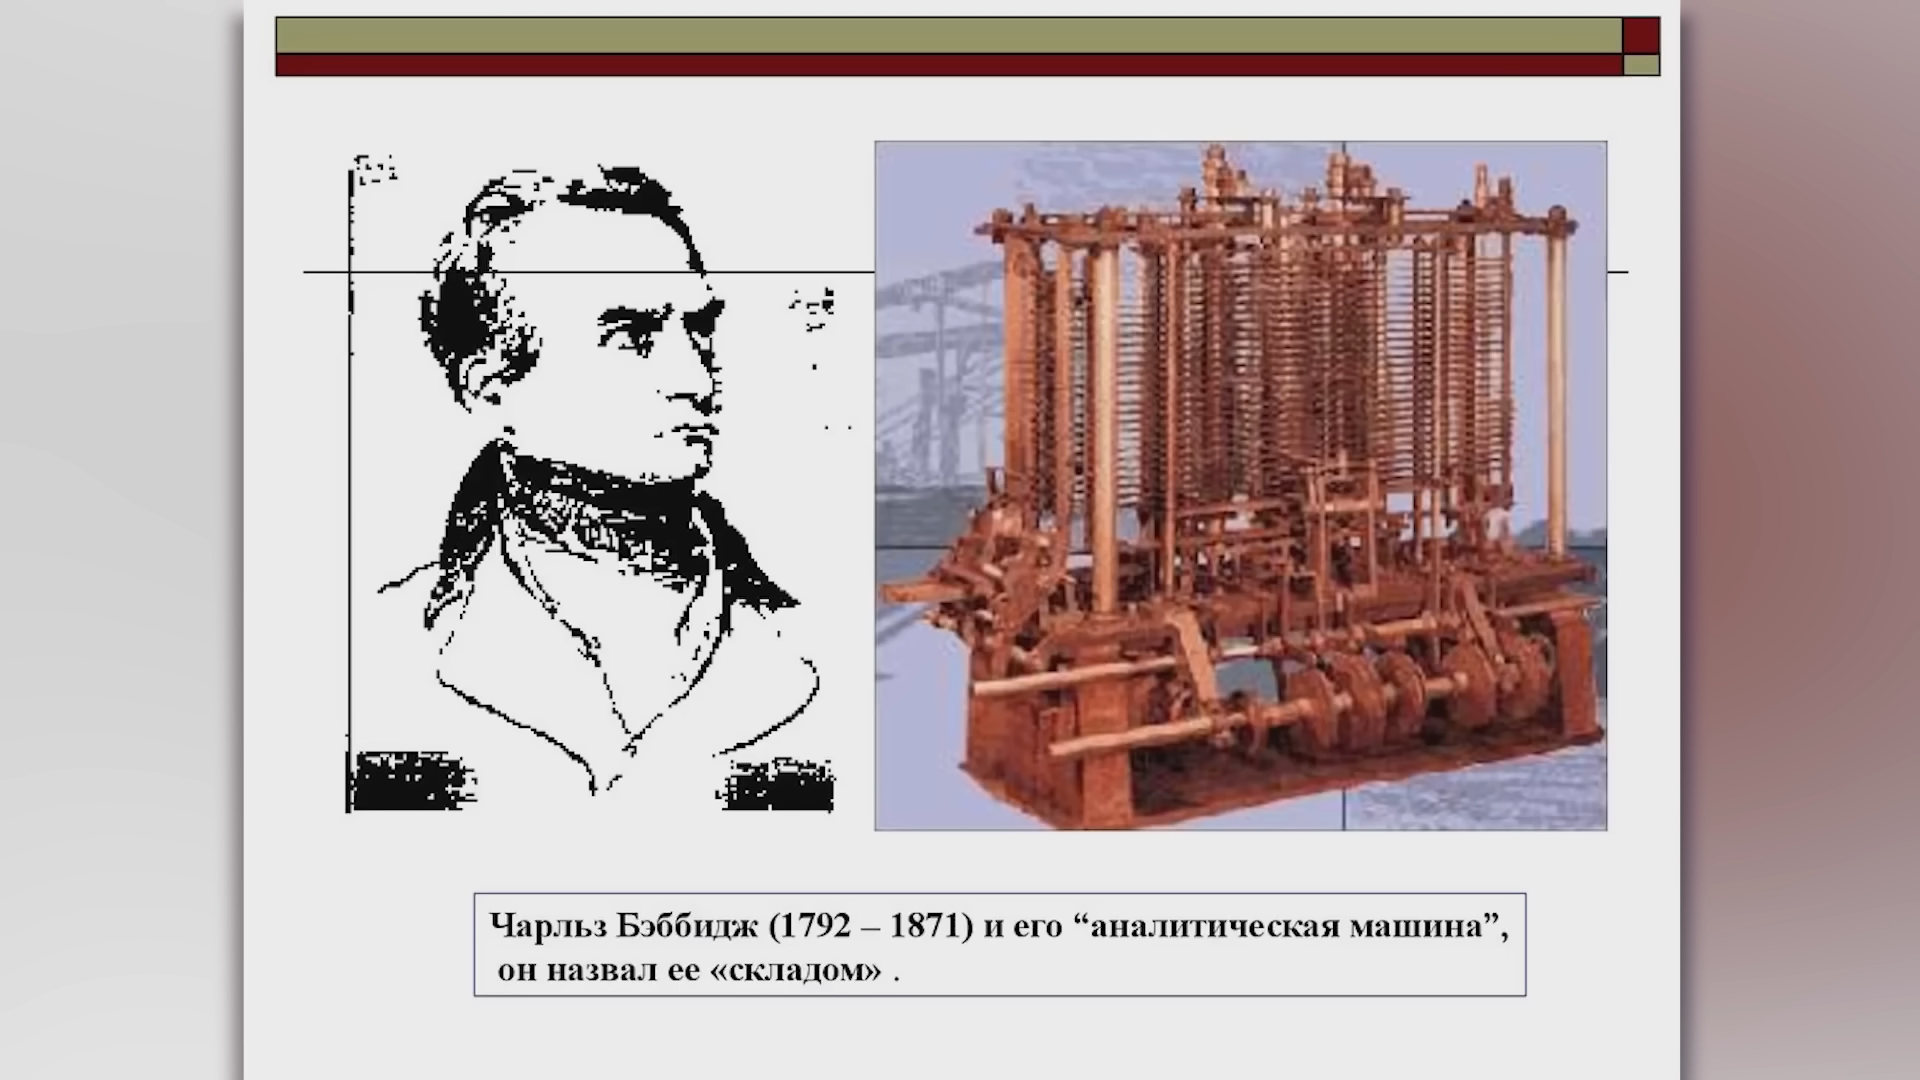 Чарльз Бэббидж (1792 – 1871) и его “аналитическая машина”,
он назвал ее «складом» .